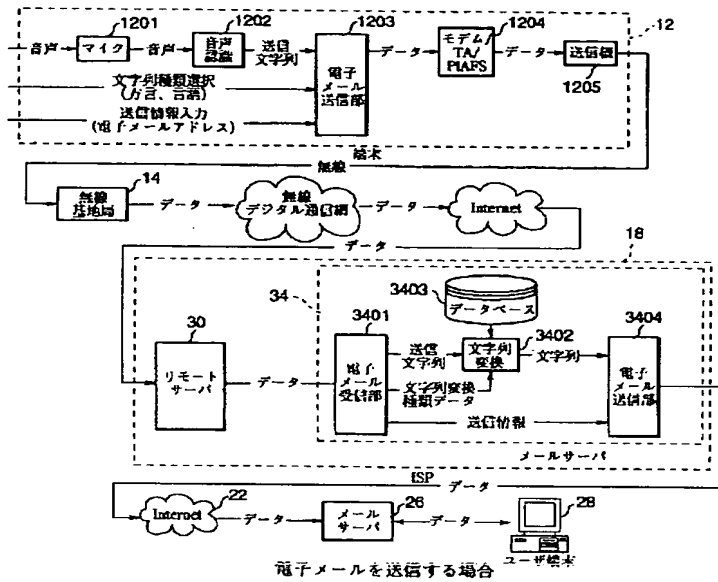 1201
1202
1203
1204
12
音声
マイク
音声
音声
認識
送信
文字列
電子
メール
送信部
データ
モデム/
TA/
PIAFS
データ
送信機
1205
文字列種類選択
(方言、言語)
送信情報入力
(電子メールアドレス)
端末
無線
14
無線
基地局
データ
無線
デジタル通信網
データ
Internet
データ
18
34
3403
データベース
30
3401
3402
3404
リモート
サーバ
データ
電子
メール
受信部
送信
文字列
文字列
変換
文字列
電子
メール
送信部
文字列変換
種類データ
送信情報
メールサーバ
ISP
データ
22
26
28
Internet
データ
メール
サーバ
データ
ユーザ端末
電子メールを送信する場合